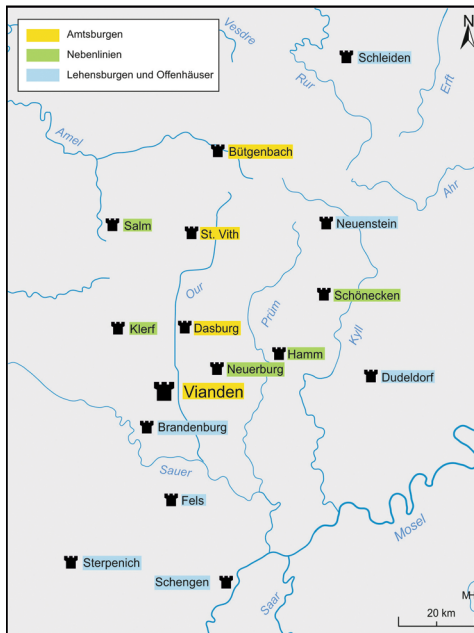 Amtsburgen
Nebenlinien
Lehensburgen und Offenhäuser
Vesdre
Schleiden
N
Rur
Erft
Amel
Bütgenbach
Ahr
Salm
St. Vith
Neuenstein
Our
Schönecken
Prüm
Kyll
Klerf
Dasburg
Hamm
Neuerburg
Dudeldorf
Vianden
Brandenburg
Sauer
Fels
Mosel
Sterpenich
Schengen
Saar
M
20 km